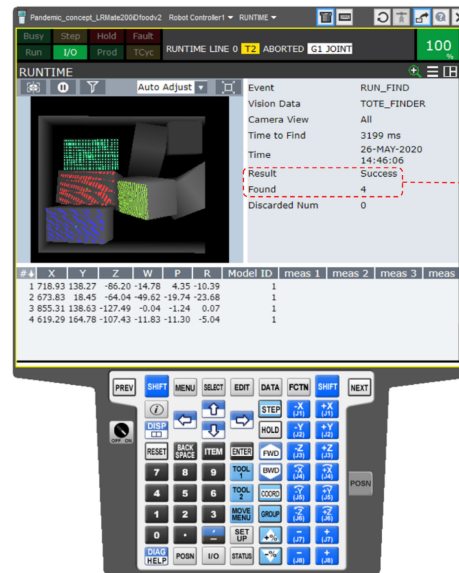 Pandemic_concept_LRMate200iDfoodv2 Robot Controller1 RUNTIME
Busy Step Hold Fault
Run I/O Prod TCyc RUNTIME LINE 0 T2 ABORTED G1 JOINT 100 %
RUNTIME
Auto Adjust
Event RUN_FIND
Vision Data TOTE_FINDER
Camera View All
Time to Find 3199 ms
Time 26-MAY-2020 14:46:06
Result Success
Found 4
Discarded Num 0
# X Y Z W P R Model ID meas 1 meas 2 meas 3 meas
1 718.93 138.27 -86.20 -14.78 4.35 -10.39 1
2 673.83 18.45 -64.04 -49.62 -19.74 -23.68 1
3 855.31 138.63 -127.49 -0.04 -1.24 0.07 1
4 619.29 164.78 -107.43 -11.83 -11.30 -5.04 1
PREV SHIFT MENU SELECT EDIT DATA FCTN SHIFT NEXT
i STEP -X (J1) +X (J1)
OFF ON DISP HOLD -Y (J2) +Y (J2)
RESET BACK SPACE ITEM ENTER FWD -Z (J3) +Z (J3)
7 8 9 TOOL 1 BWD -X (J4) +X (J4)
4 5 6 TOOL 2 COORD -Y (J5) +Y (J5) POSN
1 2 3 MOVE MENU GROUP -Z (J6) +Z (J6)
0 . , - SET UP +% - (J7) + (J7)
DIAG HELP POSN I/O STATUS -% - (J8) + (J8)